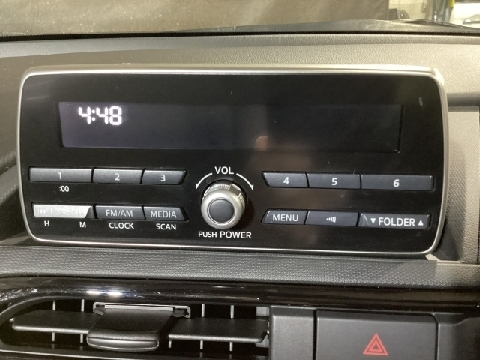 4:48
VOL
1 2 3 4 5 6
:00
FM/AM MEDIA MENU ▼ FOLDER ▲
H M CLOCK SCAN PUSH POWER